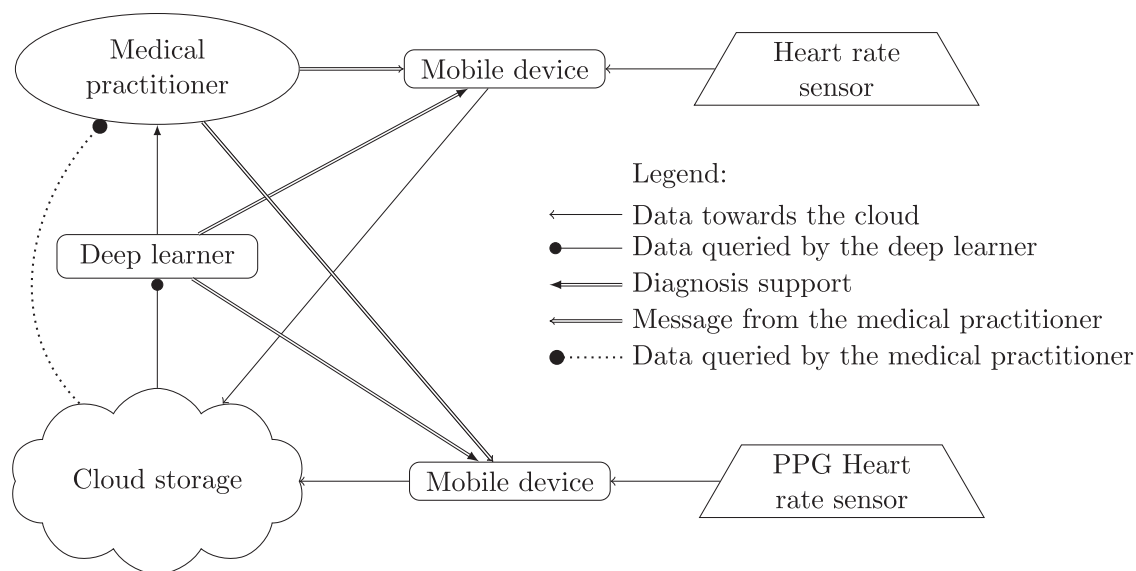 Medical
practitioner
Mobile device
Heart rate
sensor
Legend:
Data towards the cloud
Data queried by the deep learner
Diagnosis support
Message from the medical practitioner
Data queried by the medical practitioner
Deep learner
Cloud storage
Mobile device
PPG Heart
rate sensor